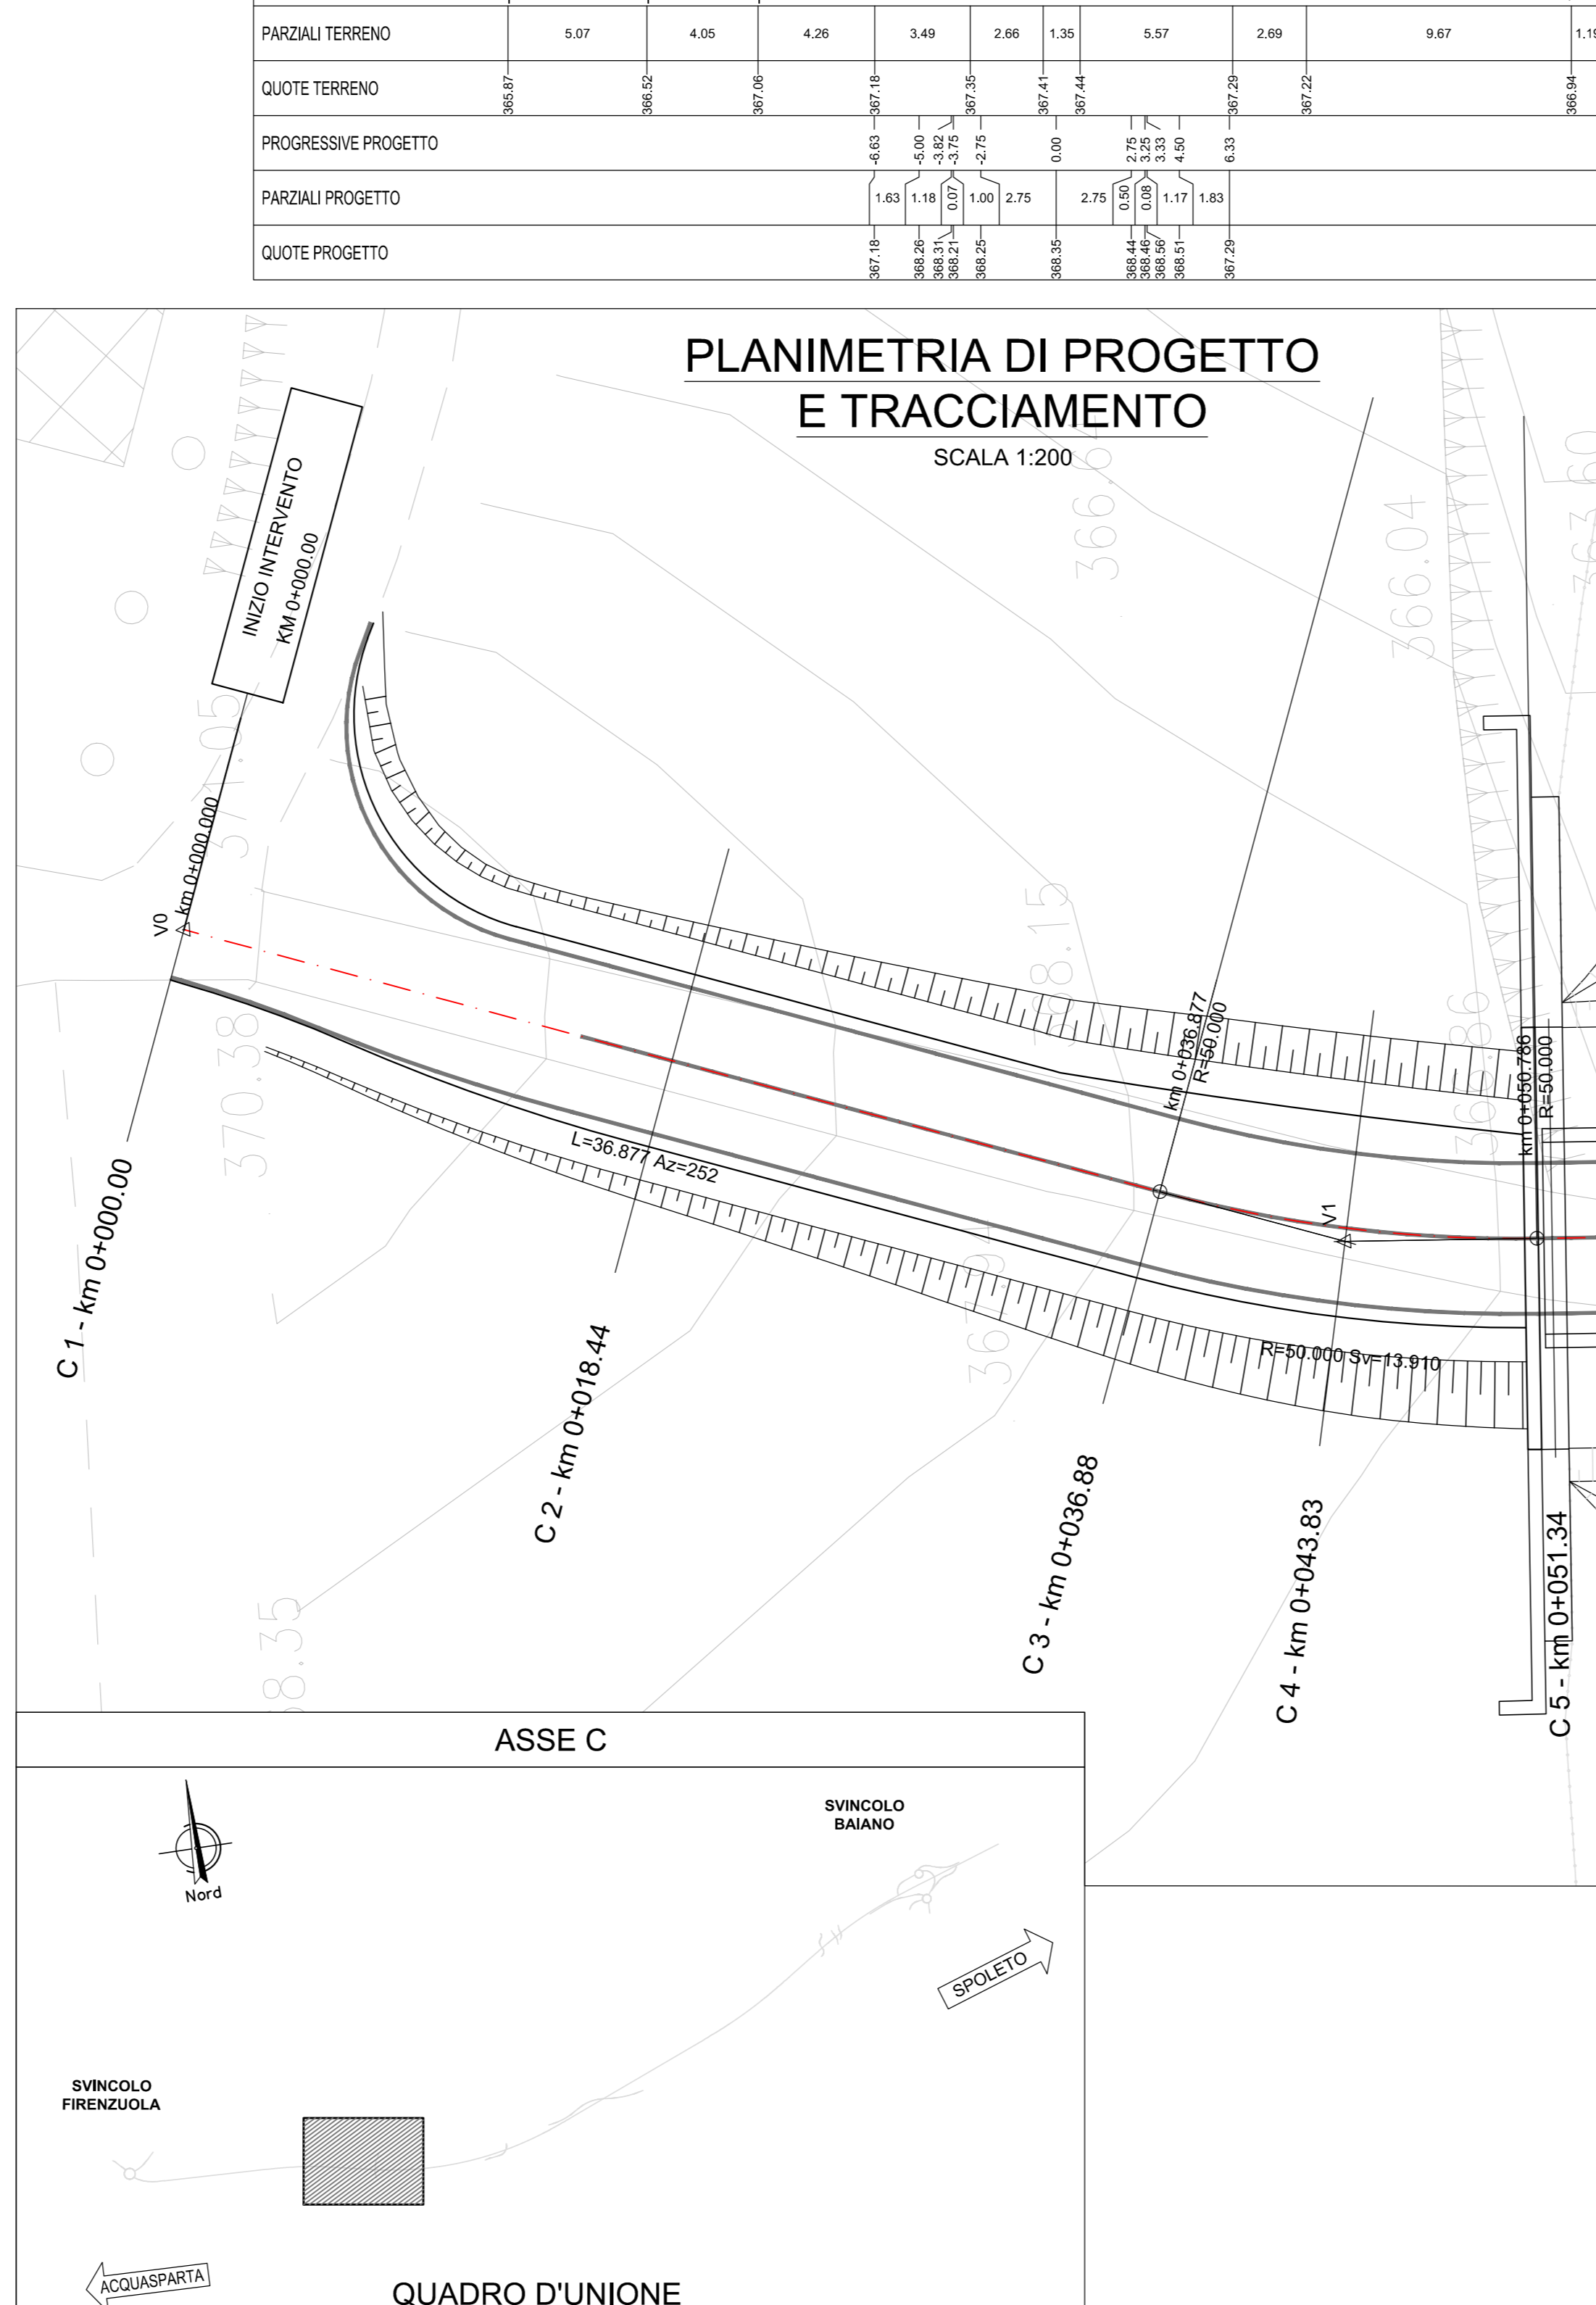 PARZIALI TERRENO 5.07 4.05 4.26 3.49 2.66 1.35 5.57 2.69 9.67 1.19
QUOTE TERRENO 365.87 366.52 367.06 367.18 367.35 367.41 367.44 367.29 367.22 366.94
PROGRESSIVE PROGETTO -6.63 -5.00 -3.82 -3.75 -2.75 0.00 2.75 3.25 3.33 4.50 6.33
PARZIALI PROGETTO 1.63 1.18 0.07 1.00 2.75 2.75 0.50 0.08 1.17 1.83
QUOTE PROGETTO 367.18 368.26 368.31 368.21 368.25 368.35 368.44 368.46 368.56 368.51 367.29
PLANIMETRIA DI PROGETTO
E TRACCIAMENTO
SCALA 1:200
INIZIO INTERVENTO
KM 0+000.00
366.04
V0
km 0+000.000
370.38
368.15
km 0+036.877
R=50.000
km 0+050.786
R=50.000
L=36.877 Az=252
V1
R=50.000 Sv=13.910
C 1 - km 0+000.00
C 2 - km 0+018.44
C 3 - km 0+036.88
C 4 - km 0+043.83
C 5 - km 0+051.34
ASSE C
Nord
SVINCOLO
BAIANO
SPOLETO
SVINCOLO
FIRENZUOLA
ACQUASPARTA
QUADRO D'UNIONE